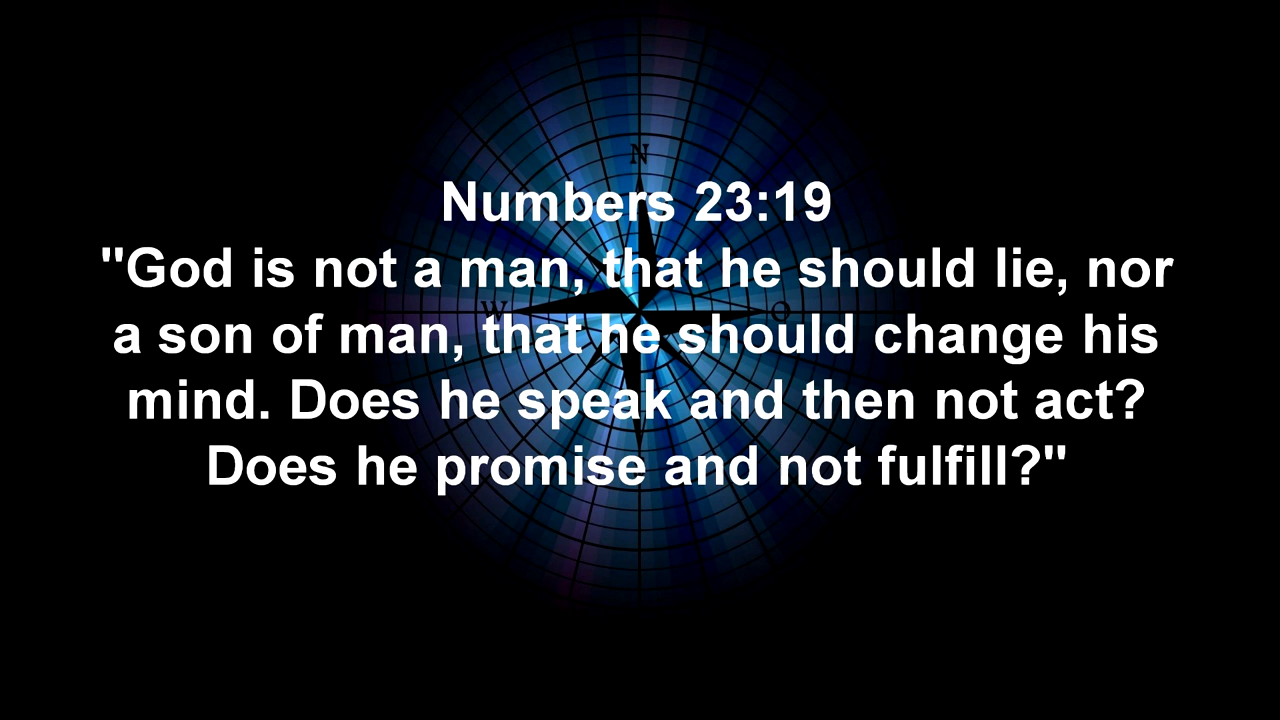 N
Numbers 23:19
"God is not a man, that he should lie, nor
W O
a son of man, that he should change his
mind. Does he speak and then not act?
Does he promise and not fulfill?"